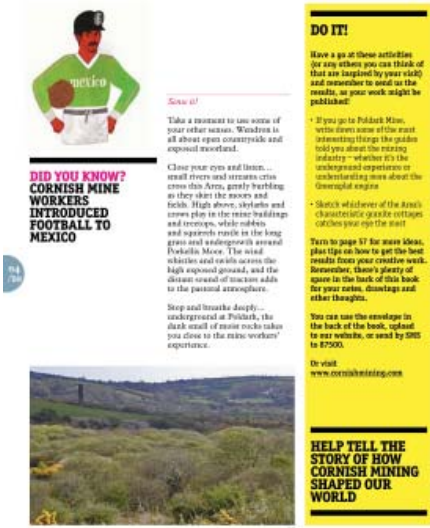 mexico
DID YOU KNOW?
CORNISH MINE
WORKERS
INTRODUCED
FOOTBALL TO
MEXICO
Sense it!
Take a moment to use some of
your other senses. Wendron is
all about open countryside and
exposed moorland.
Close your eyes and listen...
small rivers and streams criss
cross this Area, gently burbling
as they skirt the moors and
fields. High above, skylarks and
crows play in the mine buildings
and treetops, while rabbits
and squirrels rustle in the long
grass and undergrowth around
Porkellis Moor. The wind
whistles and swirls across the
high exposed ground, and the
distant sound of tractors adds
to the pastoral atmosphere.
Stop and breathe deeply...
underground at Poldark, the
dank smell of moist rocks takes
you close to the mine workers'
experience.
DO IT!
Have a go at these activities
(or any others you can think of
that are inspired by your visit)
and remember to send us the
results, as your work might be
published!
• If you go to Poldark Mine,
write down some of the most
interesting things the guides
told you about the mining
industry – whether it's the
underground experience or
understanding more about the
Greensplat engine
• Sketch whichever of the Area's
characteristic granite cottages
catches your eye the most
Turn to page 57 for more ideas,
plus tips on how to get the best
results from your creative work.
Remember, there's plenty of
space in the back of this book
for your notes, drawings and
other thoughts.
You can use the envelope in
the back of the book, upload
to our website, or send by SMS
to 87500.
Or visit
www.cornishmining.com
HELP TELL THE
STORY OF HOW
CORNISH MINING
SHAPED OUR
WORLD